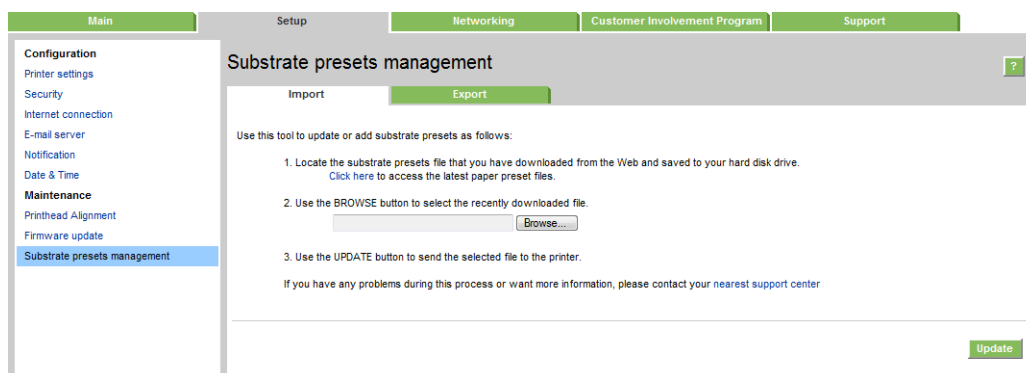 Main Setup Networking Customer Involvement Program Support
Configuration
Printer settings
Security
Internet connection
E-mail server
Notification
Date & Time
Maintenance
Printhead Alignment
Firmware update
Substrate presets management
Substrate presets management
?
Import Export
Use this tool to update or add substrate presets as follows:
1. Locate the substrate presets file that you have downloaded from the Web and saved to your hard disk drive.
Click here to access the latest paper preset files.
2. Use the BROWSE button to select the recently downloaded file.
Browse...
3. Use the UPDATE button to send the selected file to the printer.
If you have any problems during this process or want more information, please contact your nearest support center
Update